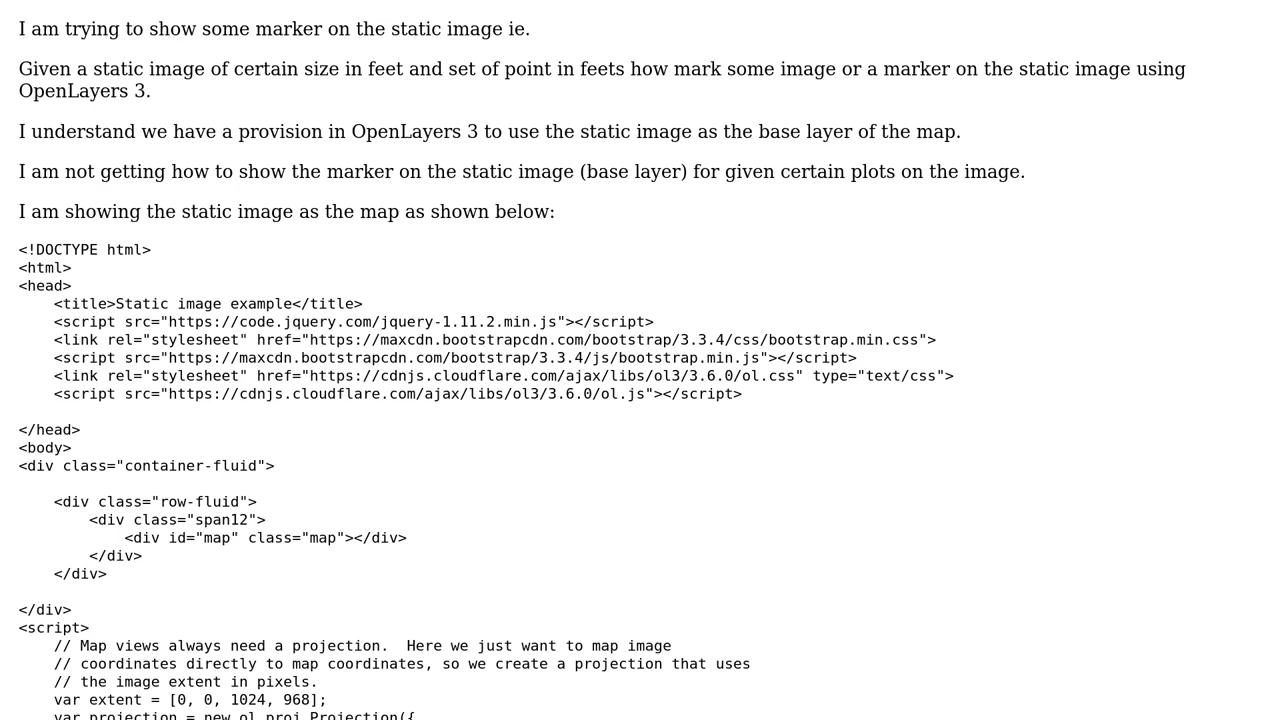 I am trying to show some marker on the static image ie.
Given a static image of certain size in feet and set of point in feets how mark some image or a marker on the static image using
OpenLayers 3.
I understand we have a provision in OpenLayers 3 to use the static image as the base layer of the map.
I am not getting how to show the marker on the static image (base layer) for given certain plots on the image.
I am showing the static image as the map as shown below:
<!DOCTYPE html>
<html>
<head>
    <title>Static image example</title>
    <script src="https://code.jquery.com/jquery-1.11.2.min.js"></script>
    <link rel="stylesheet" href="https://maxcdn.bootstrapcdn.com/bootstrap/3.3.4/css/bootstrap.min.css">
    <script src="https://maxcdn.bootstrapcdn.com/bootstrap/3.3.4/js/bootstrap.min.js"></script>
    <link rel="stylesheet" href="https://cdnjs.cloudflare.com/ajax/libs/ol3/3.6.0/ol.css" type="text/css">
    <script src="https://cdnjs.cloudflare.com/ajax/libs/ol3/3.6.0/ol.js"></script>
</head>
<body>
<div class="container-fluid">
    <div class="row-fluid">
        <div class="span12">
            <div id="map" class="map"></div>
        </div>
    </div>
</div>
<script>
    // Map views always need a projection.  Here we just want to map image
    // coordinates directly to map coordinates, so we create a projection that uses
    // the image extent in pixels.
    var extent = [0, 0, 1024, 968];
    var projection = new ol.proj.Projection({